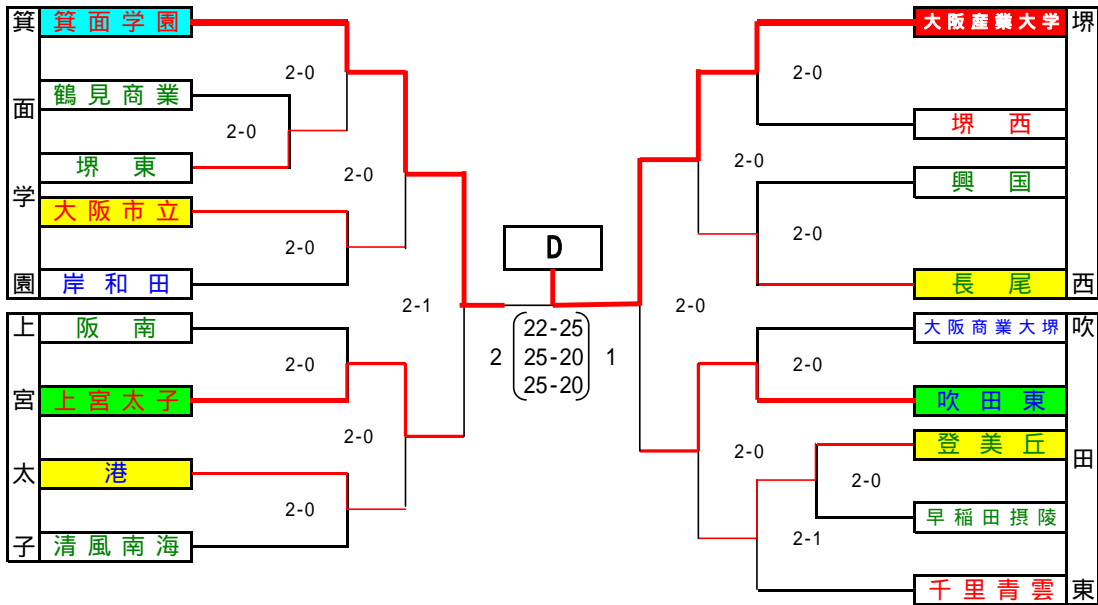 箕面学園
箕面学園
2-0
鶴見商業
2-0
堺東
2-0
大阪市立
2-0
岸和田
2-1
上宮太子
阪南
2-0
上宮太子
2-0
港
2-0
清風南海
D
2
22-25
25-20
25-20
1
堺西
大阪産業大学
2-0
堺西
2-0
興国
2-0
長尾
2-0
吹田東
大阪商業大堺
2-0
吹田東
2-0
登美丘
2-0
早稲田摂陵
2-1
千里青雲